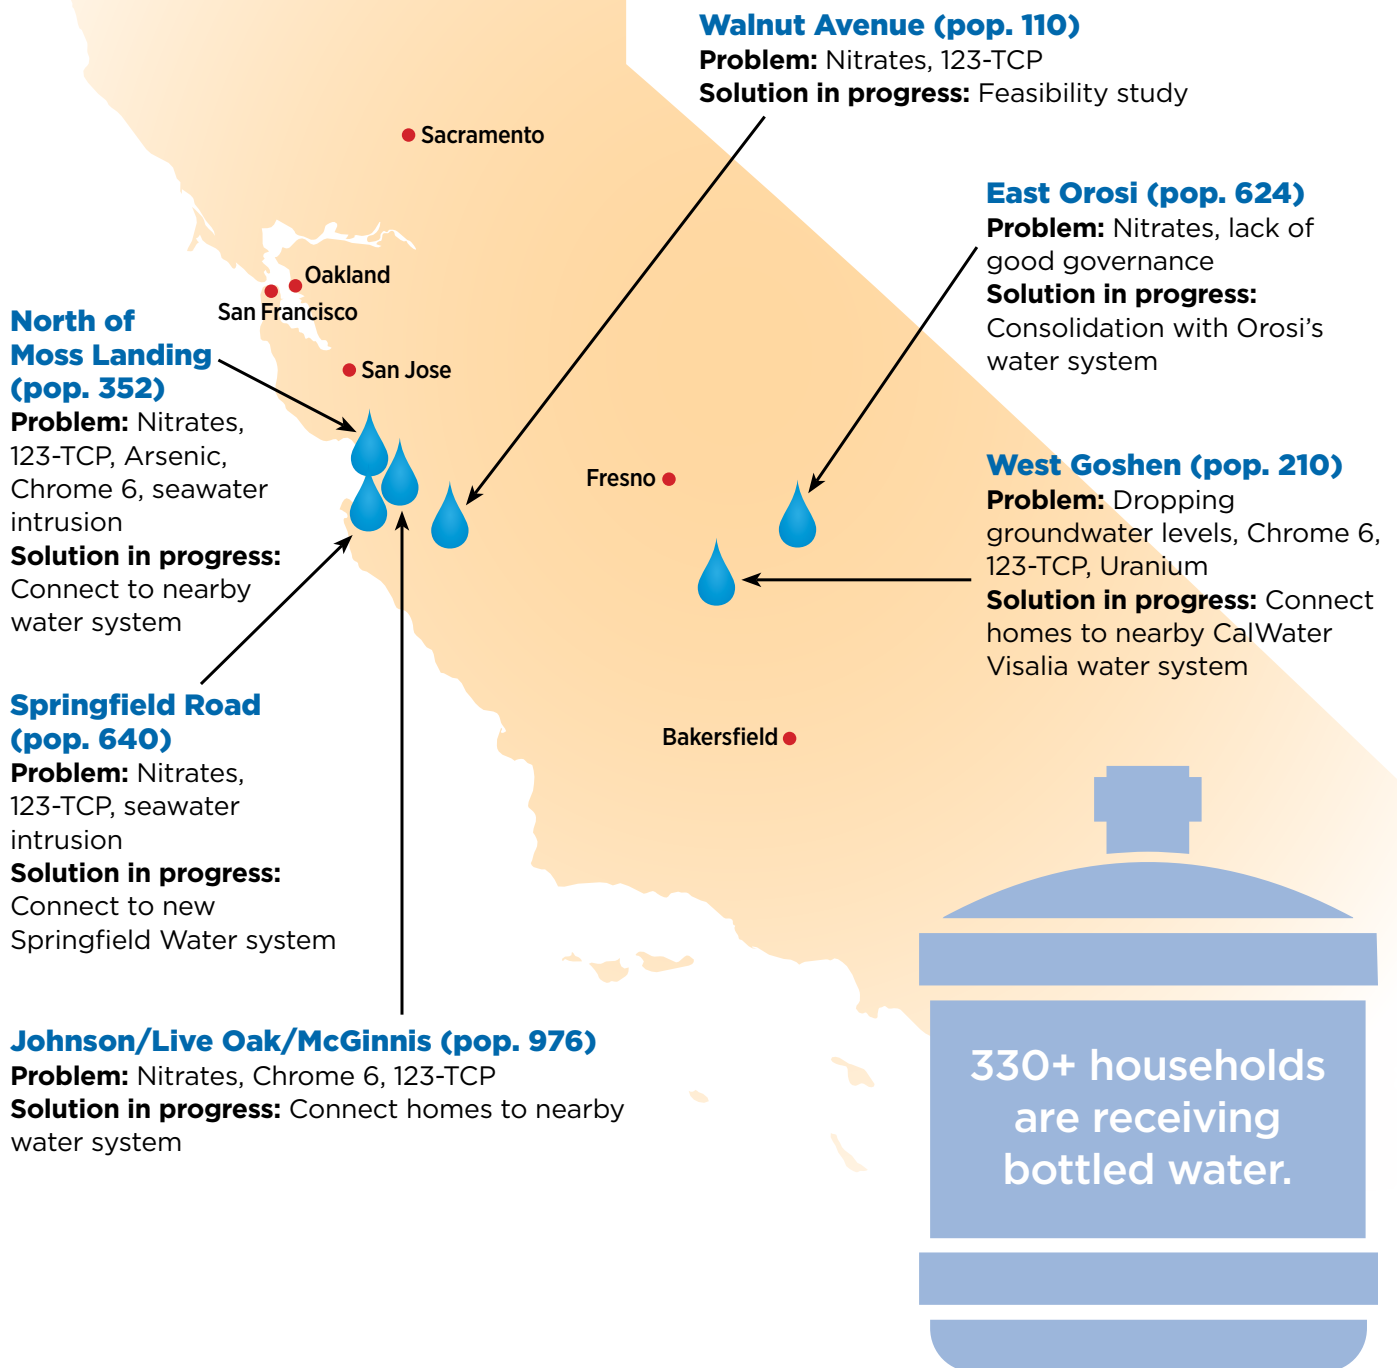 Walnut Avenue (pop. 110)
Problem: Nitrates, 123-TCP
Solution in progress: Feasibility study
Sacramento
East Orosi (pop. 624)
Problem: Nitrates, lack of
good governance
Solution in progress:
Consolidation with Orosi’s
water system
Oakland
San Francisco
San Jose
North of
Moss Landing
(pop. 352)
Problem: Nitrates,
123-TCP, Arsenic,
Chrome 6, seawater
intrusion
Solution in progress:
Connect to nearby
water system
Fresno
West Goshen (pop. 210)
Problem: Dropping
groundwater levels, Chrome 6,
123-TCP, Uranium
Solution in progress: Connect
homes to nearby CalWater
Visalia water system
Springfield Road
(pop. 640)
Problem: Nitrates,
123-TCP, seawater
intrusion
Solution in progress:
Connect to new
Springfield Water system
Bakersfield
Johnson/Live Oak/McGinnis (pop. 976)
Problem: Nitrates, Chrome 6, 123-TCP
Solution in progress: Connect homes to nearby
water system
330+ households
are receiving
bottled water.